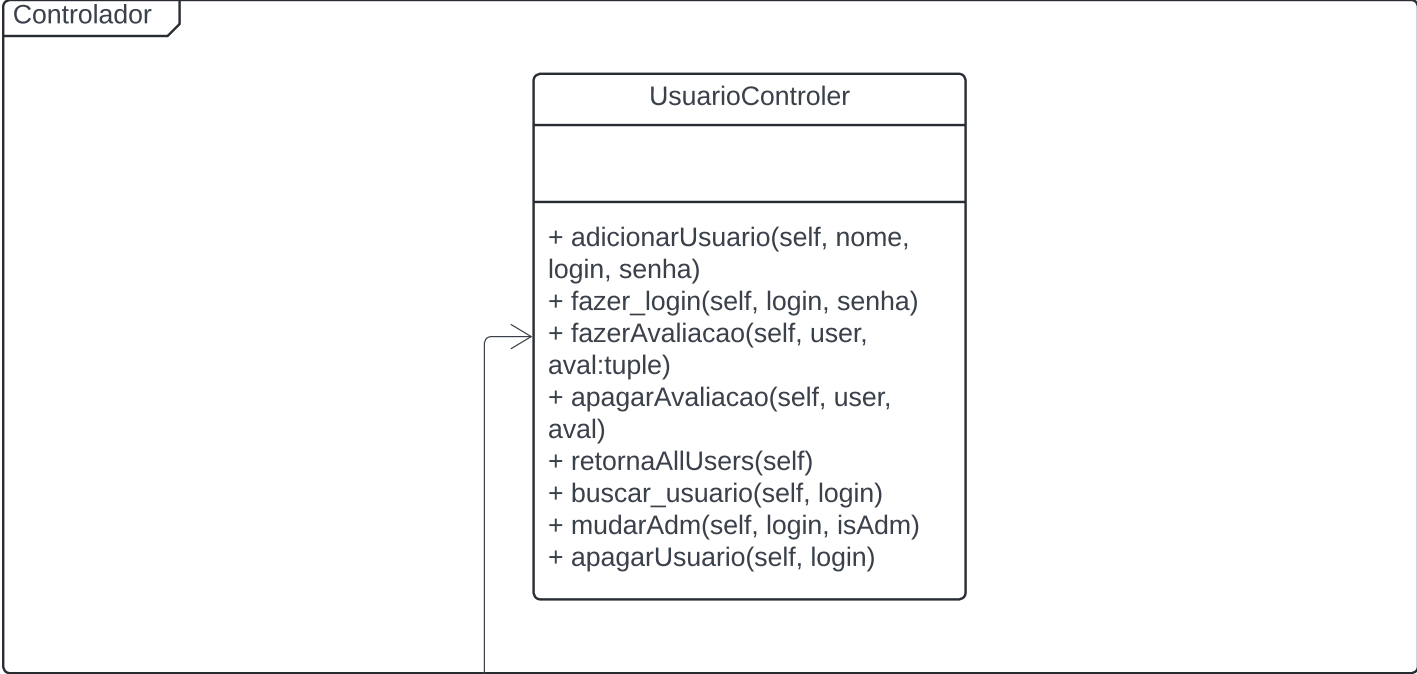 Controlador
UsuarioControler
+ adicionarUsuario(self, nome,
login, senha)
+ fazer_login(self, login, senha)
+ fazerAvaliacao(self, user,
aval:tuple)
+ apagarAvaliacao(self, user,
aval)
+ retornaAllUsers(self)
+ buscar_usuario(self, login)
+ mudarAdm(self, login, isAdm)
+ apagarUsuario(self, login)